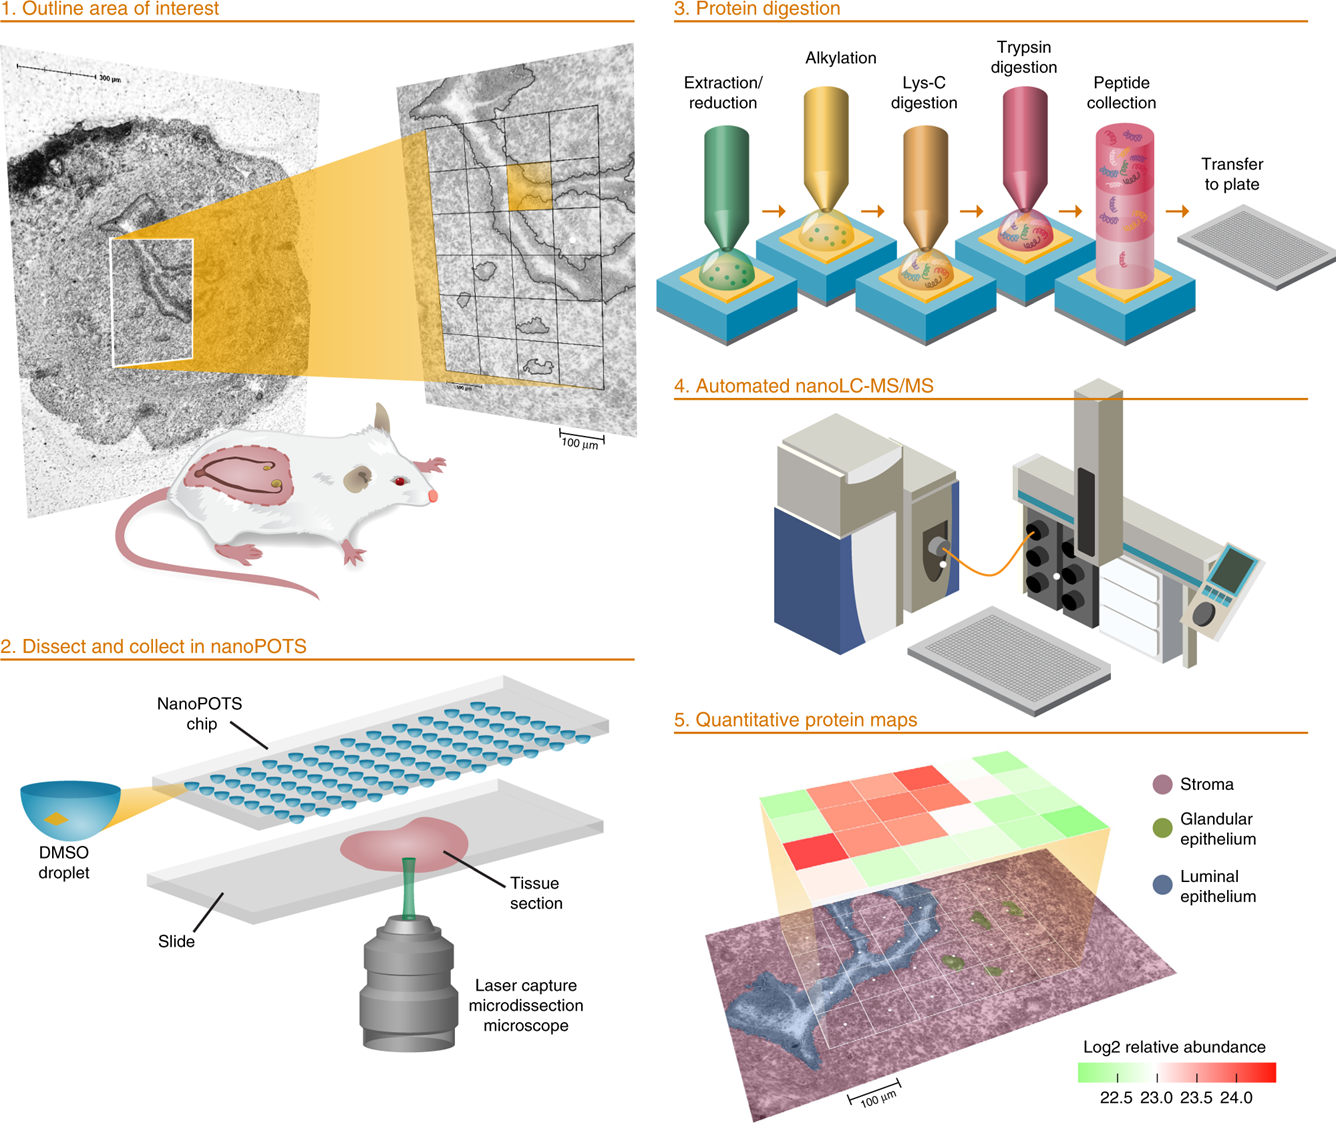 1. Outline area of interest
300 µm
100 µm
100 µm
2. Dissect and collect in nanoPOTS
NanoPOTS
chip
DMSO
droplet
Slide
Tissue
section
Laser capture
microdissection
microscope
3. Protein digestion
Extraction/
reduction
Alkylation
Lys-C
digestion
Trypsin
digestion
Peptide
collection
Transfer
to plate
4. Automated nanoLC-MS/MS
5. Quantitative protein maps
Stroma
Glandular
epithelium
Luminal
epithelium
100 µm
Log2 relative abundance
22.5 23.0 23.5 24.0